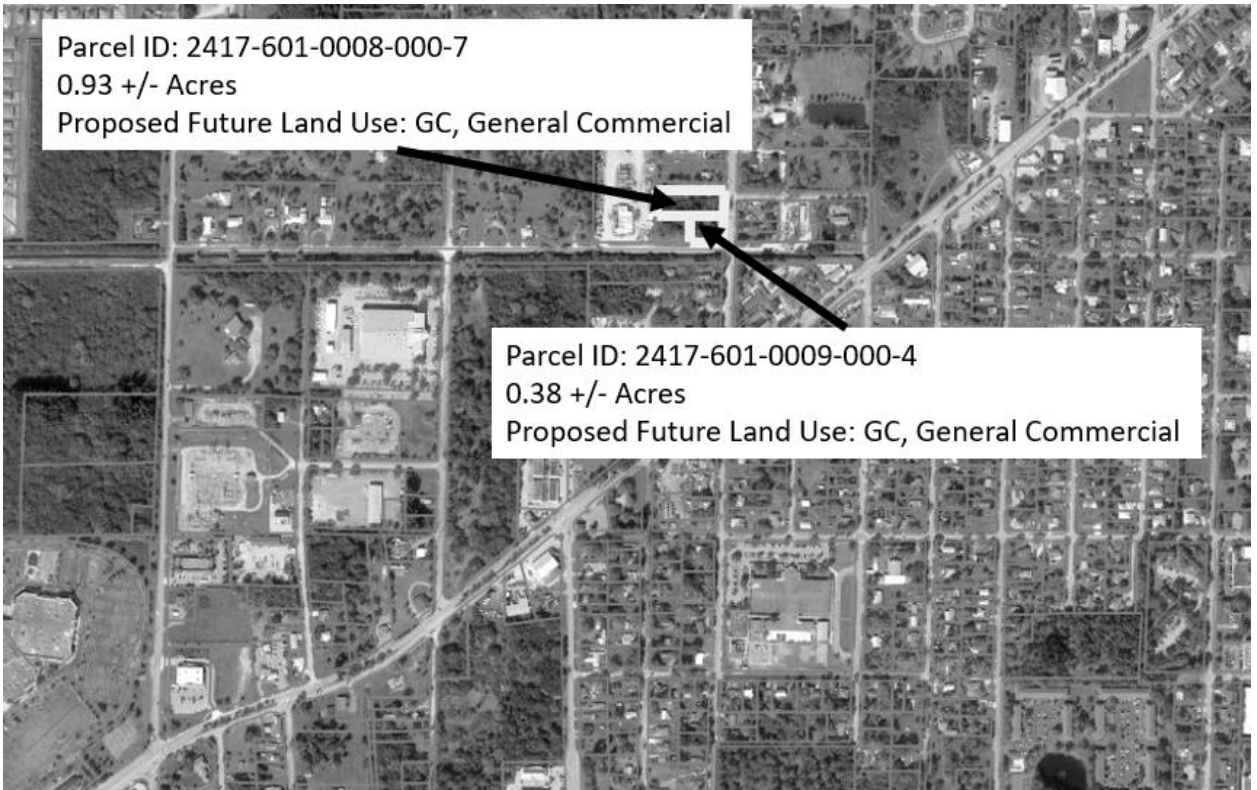 Parcel ID: 2417-601-0008-000-7
0.93 +/- Acres
Proposed Future Land Use: GC, General Commercial
Parcel ID: 2417-601-0009-000-4
0.38 +/- Acres
Proposed Future Land Use: GC, General Commercial